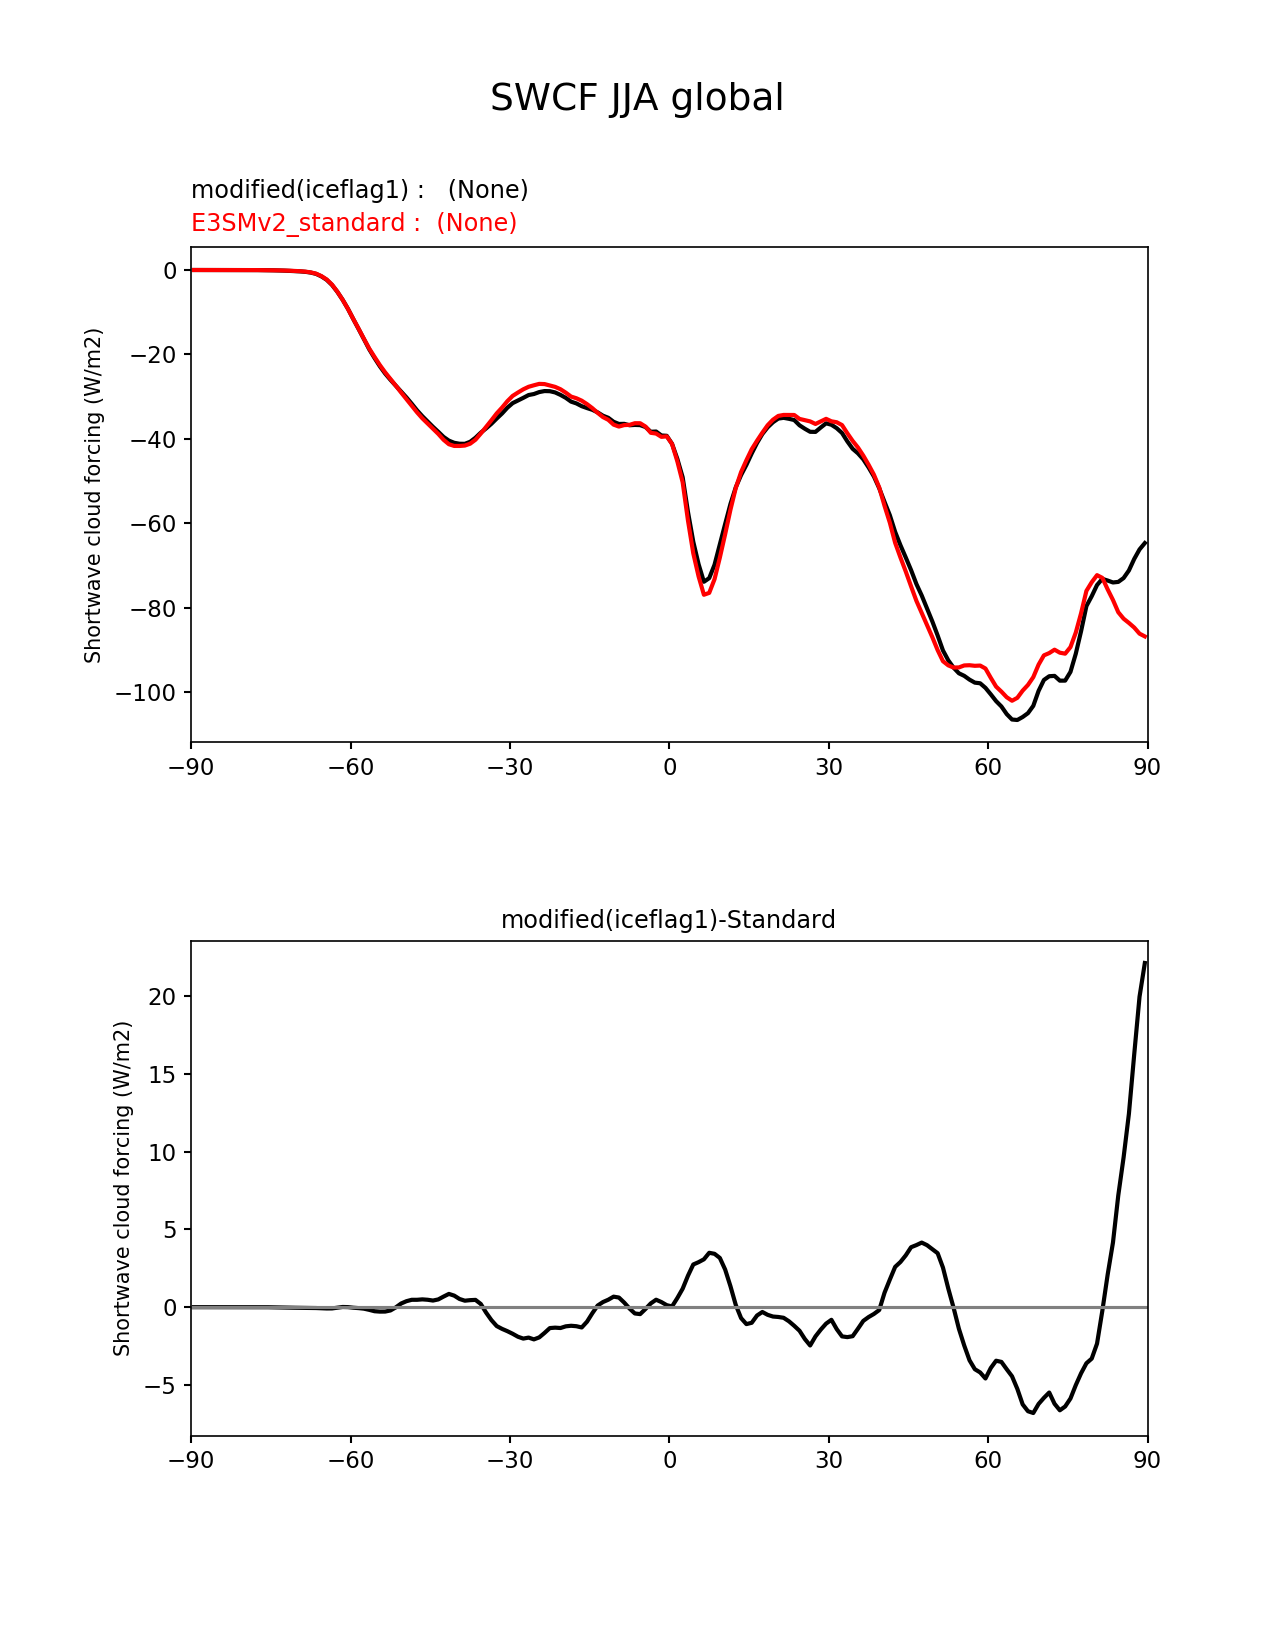 SWCF JJA global
modified(iceflag1) :   (None)
E3SMv2_standard :  (None)
Shortwave cloud forcing (W/m2)
0
−20
−40
−60
−80
−100
−90 −60 −30 0 30 60 90
modified(iceflag1)-Standard
Shortwave cloud forcing (W/m2)
20
15
10
5
0
−5
−90 −60 −30 0 30 60 90